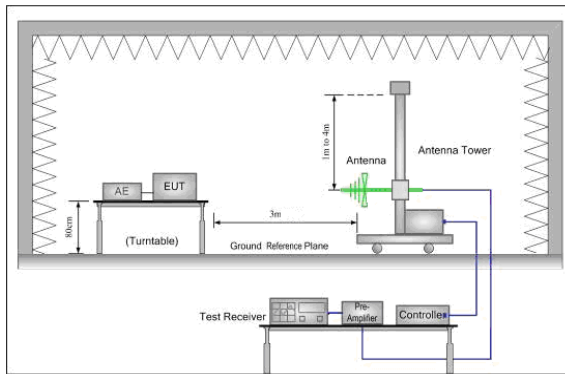 1m to 4m
Antenna
Antenna Tower
AE
EUT
80cm
3m
(Turntable)
Ground Reference Plane
Test Receiver
Pre-
Amplifier
Controller